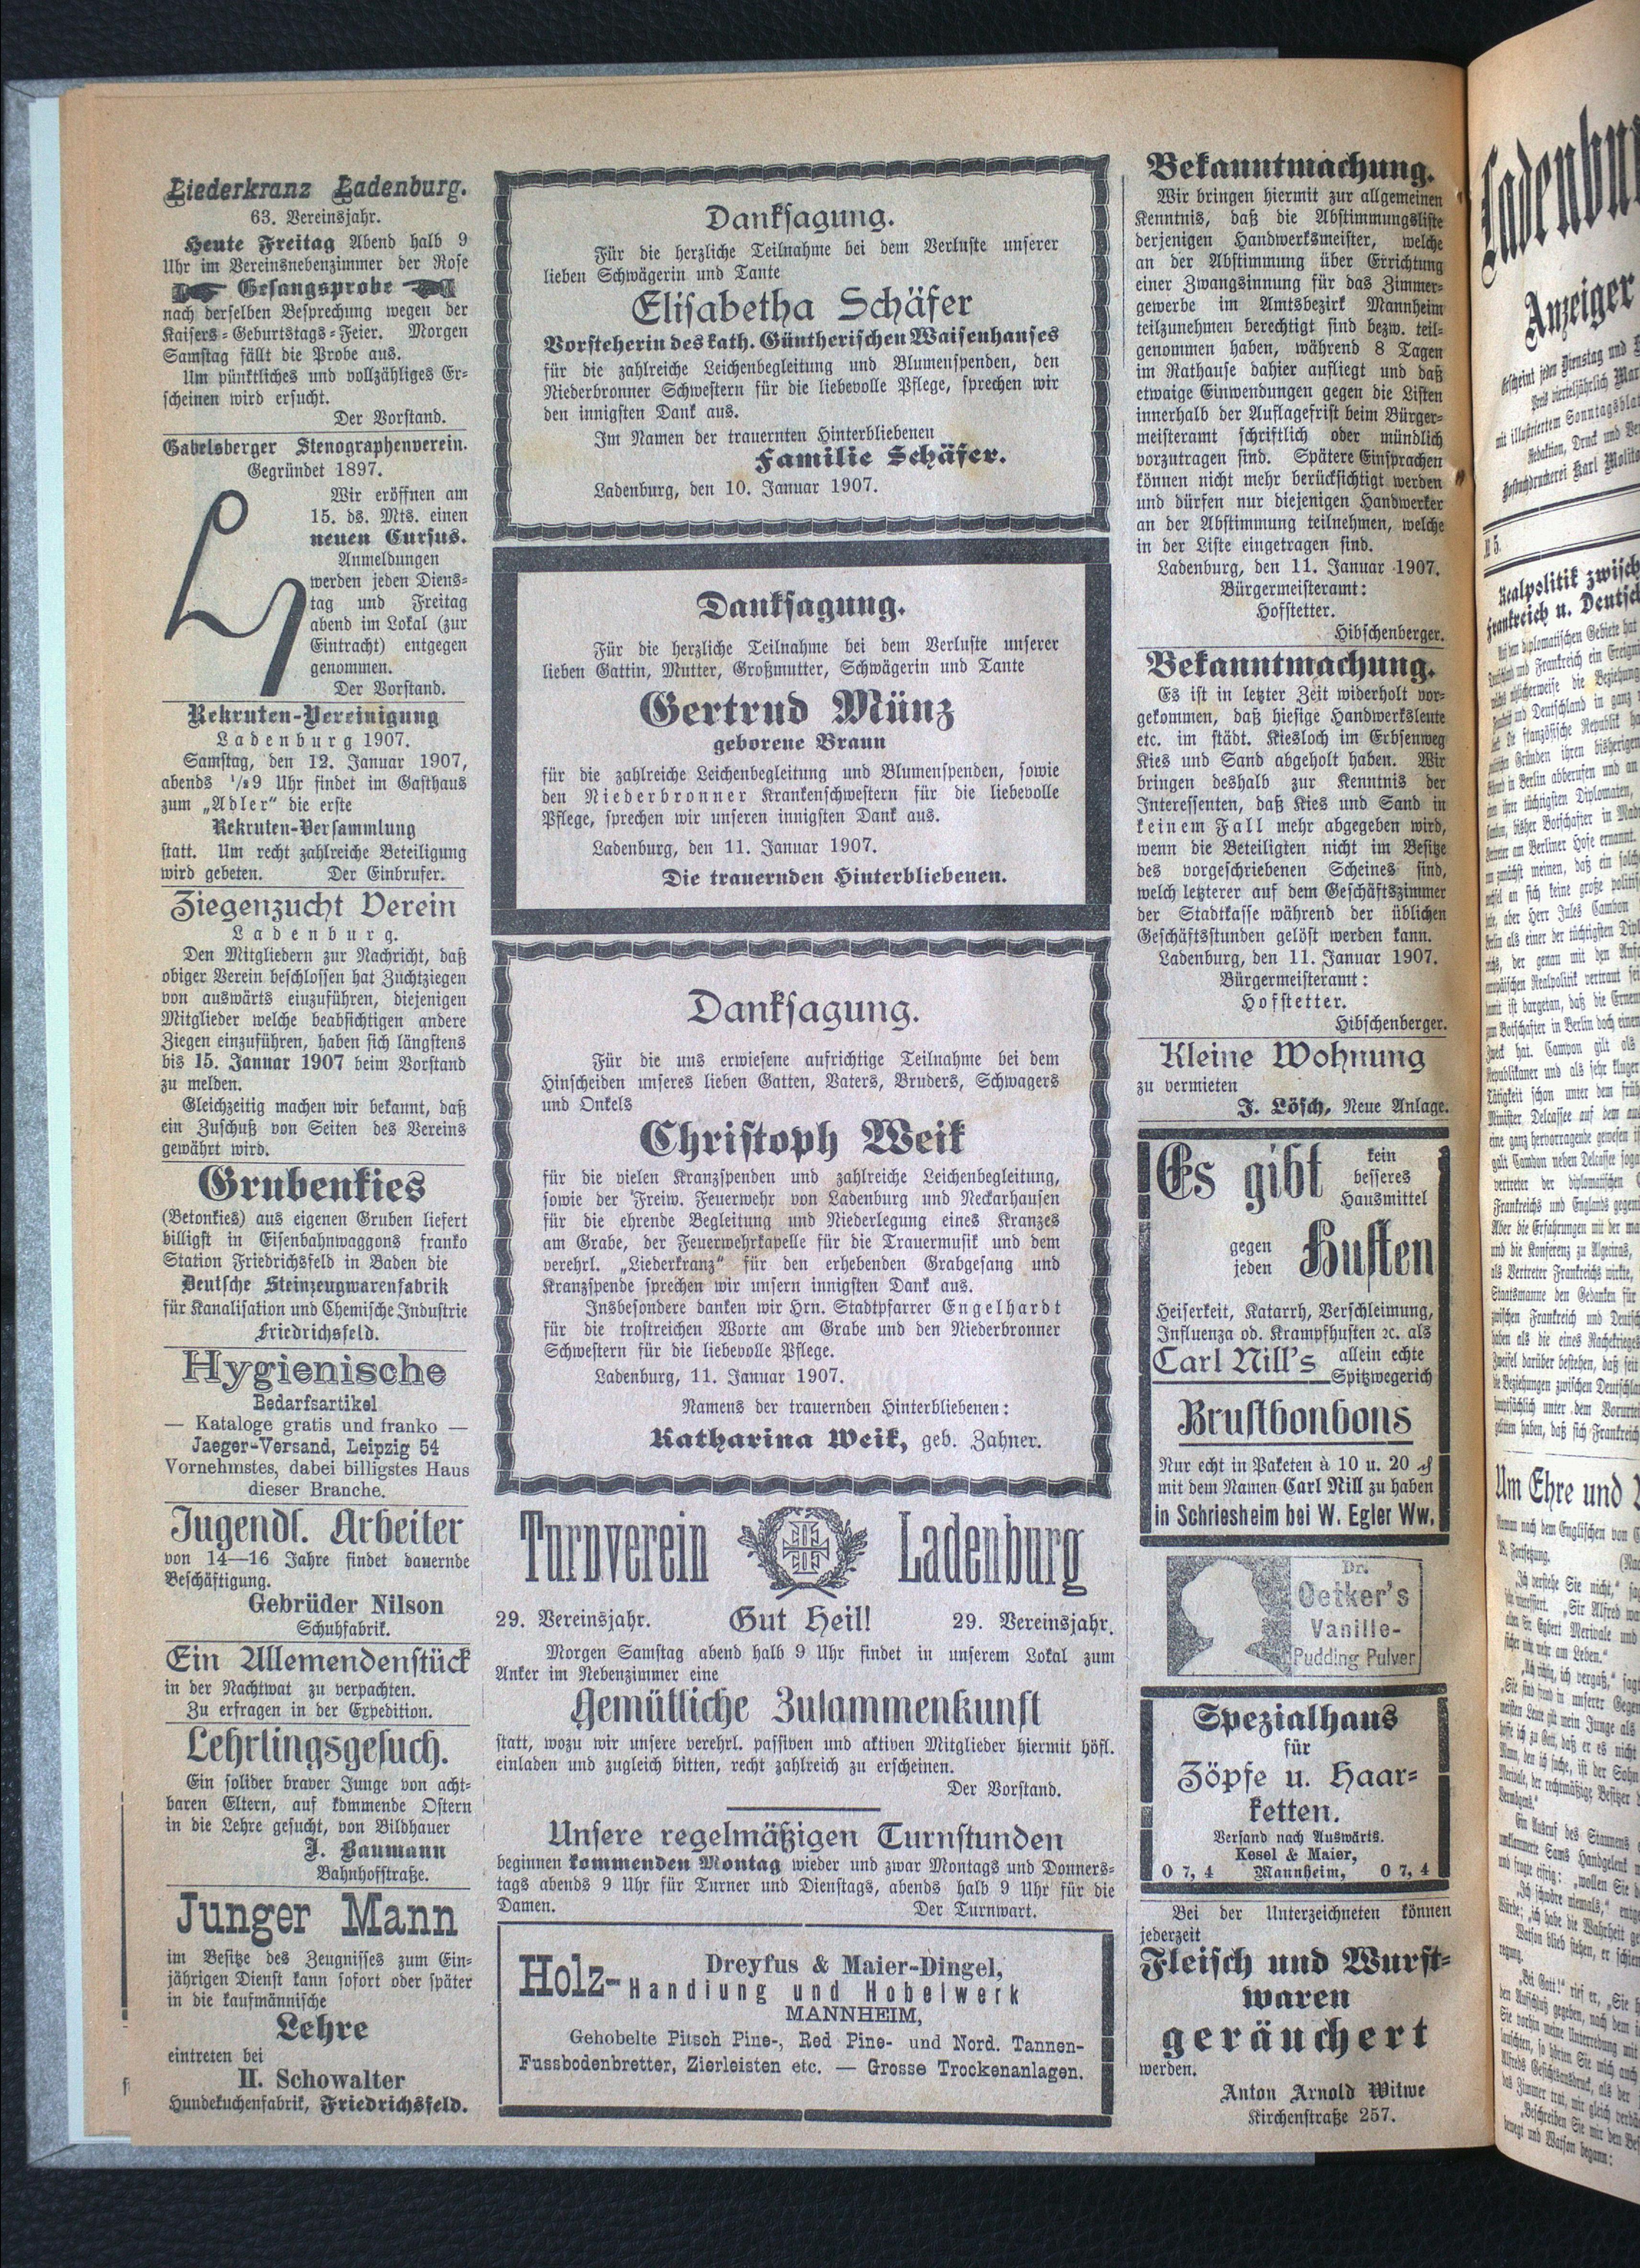 Liederkranz Ladenburg.
63. Vereinsjahr.
Heute Freitag Abend halb 9
Uhr im Vereinsnebenzimmer der Rose
Gesangsprobe
nach derselben Besprechung wegen der
Kaisers-Geburtstags-Feier. Morgen
Samstag fällt die Probe aus.
Um pünktliches und vollzähliges Er-
scheinen wird ersucht.
Der Vorstand.
Gabelsberger Stenographenverein.
Gegründet 1897.
Wir eröffnen am
15. ds. Mts. einen
neuen Cursus.
Anmeldungen
werden jeden Diens-
tag und Freitag
abend im Lokal (zur
Eintracht) entgegen
genommen.
Der Vorstand.
Rekruten-Vereinigung
Ladenburg 1907.
Samstag, den 12. Januar 1907,
abends 1/29 Uhr findet im Gasthaus
zum „Adler" die erste
Rekruten-Versammlung
statt. Um recht zahlreiche Beteiligung
wird gebeten. Der Einbrufer.
Ziegenzucht Verein
Ladenburg.
Den Mitgliedern zur Nachricht, daß
obiger Verein beschlossen hat Zuchtziegen
von auswärts einzuführen, diejenigen
Mitglieder welche beabsichtigen andere
Ziegen einzuführen, haben sich längstens
bis 15. Januar 1907 beim Vorstand
zu melden.
Gleichzeitig machen wir bekannt, daß
ein Zuschuß von Seiten des Vereins
gewährt wird.
Grubenkies
(Betonkies) aus eigenen Gruben liefert
billigst in Eisenbahnwaggons franko
Station Friedrichsfeld in Baden die
Deutsche Steinzeugwarenfabrik
für Kanalisation und Chemische Industrie
Friedrichsfeld.
Hygienische
Bedarfsartikel
— Kataloge gratis und franko —
Jaeger-Versand, Leipzig 54
Vornehmstes, dabei billigstes Haus
dieser Branche.
Jugendl. Arbeiter
von 14—16 Jahre findet dauernde
Beschäftigung.
Gebrüder Nilson
Schuhfabrik.
Ein Allemendenstück
in der Nachtwat zu verpachten.
Zu erfragen in der Expedition.
Lehrlingsgesuch.
Ein solider braver Junge von acht-
baren Eltern, auf kommende Ostern
in die Lehre gesucht, von Bildhauer
J. Baumann
Bahnhofstraße.
Junger Mann
im Besitze des Zeugnisses zum Ein-
jährigen Dienst kann sofort oder später
in die kaufmännische
Lehre
eintreten bei
II. Schowalter
Hundekuchenfabrik, Friedrichsfeld.
Danksagung.
Für die herzliche Teilnahme bei dem Verluste unserer
lieben Schwägerin und Tante
Elisabetha Schäfer
Vorsteherin des kath. Güntherischen Waisenhauses
für die zahlreiche Leichenbegleitung und Blumenspenden, den
Niederbronner Schwestern für die liebevolle Pflege, sprechen wir
den innigsten Dank aus.
Im Namen der trauernten Hinterbliebenen
Familie Schäfer.
Ladenburg, den 10. Januar 1907.
Danksagung.
Für die herzliche Teilnahme bei dem Verluste unserer
lieben Gattin, Mutter, Großmutter, Schwägerin und Tante
Gertrud Münz
geborene Braun
für die zahlreiche Leichenbegleitung und Blumenspenden, sowie
den Niederbronner Krankenschwestern für die liebevolle
Pflege, sprechen wir unseren innigsten Dank aus.
Ladenburg, den 11. Januar 1907.
Die trauernden Hinterbliebenen.
Danksagung.
Für die uns erwiesene aufrichtige Teilnahme bei dem
Hinscheiden unseres lieben Gatten, Vaters, Bruders, Schwagers
und Onkels
Christoph Weik
für die vielen Kranzspenden und zahlreiche Leichenbegleitung,
sowie der Freiw. Feuerwehr von Ladenburg und Neckarhausen
für die ehrende Begleitung und Niederlegung eines Kranzes
am Grabe, der Feuerwehrkapelle für die Trauermusik und dem
verehrl. „Liederkranz" für den erhebenden Grabgesang und
Kranzspende sprechen wir unsern innigsten Dank aus.
Insbesondere danken wir Hrn. Stadtpfarrer Engelhardt
für die trostreichen Worte am Grabe und den Niederbronner
Schwestern für die liebevolle Pflege.
Ladenburg, 11. Januar 1907.
Namens der trauernden Hinterbliebenen:
Katharina Weik, geb. Zahner.
Turnverein Ladenburg
29. Vereinsjahr. Gut Heil! 29. Vereinsjahr.
Morgen Samstag abend halb 9 Uhr findet in unserem Lokal zum
Anker im Nebenzimmer eine
Gemütliche Zusammenkunft
statt, wozu wir unsere verehrl. passiven und aktiven Mitglieder hiermit höfl.
einladen und zugleich bitten, recht zahlreich zu erscheinen.
Der Vorstand.
Unsere regelmäßigen Turnstunden
beginnen kommenden Montag wieder und zwar Montags und Donners-
tags abends 9 Uhr für Turner und Dienstags, abends halb 9 Uhr für die
Damen. Der Turnwart.
Dreyfus & Maier-Dingel,
Holz-Handlung und Hobelwerk
MANNHEIM,
Gehobelte Pitsch Pine-, Red Pine- und Nord. Tannen-
Fussbodenbretter, Zierleisten etc. — Grosse Trockenanlagen.
Bekanntmachung.
Wir bringen hiermit zur allgemeinen
Kenntnis, daß die Abstimmungsliste
derjenigen Handwerksmeister, welche
an der Abstimmung über Errichtung
einer Zwangsinnung für das Zimmer-
gewerbe im Amtsbezirk Mannheim
teilzunehmen berechtigt sind bezw. teil-
genommen haben, während 8 Tagen
im Rathause dahier aufliegt und daß
etwaige Einwendungen gegen die Listen
innerhalb der Auflagefrist beim Bürger-
meisteramt schriftlich oder mündlich
vorzutragen sind. Spätere Einsprachen
können nicht mehr berücksichtigt werden
und dürfen nur diejenigen Handwerker
an der Abstimmung teilnehmen, welche
in der Liste eingetragen sind.
Ladenburg, den 11. Januar 1907.
Bürgermeisteramt:
Hofstetter.
Hibschenberger.
Bekanntmachung.
Es ist in letzter Zeit widerholt vor-
gekommen, daß hiesige Handwerksleute
etc. im städt. Kiesloch im Erbsenweg
Kies und Sand abgeholt haben. Wir
bringen deshalb zur Kenntnis der
Interessenten, daß Kies und Sand in
keinem Fall mehr abgegeben wird,
wenn die Beteiligten nicht im Besitze
des vorgeschriebenen Scheines sind,
welch letzterer auf dem Geschäftszimmer
der Stadtkasse während der üblichen
Geschäftsstunden gelöst werden kann.
Ladenburg, den 11. Januar 1907.
Bürgermeisteramt:
Hofstetter.
Hibschenberger.
Kleine Wohnung
zu vermieten
J. Lösch, Neue Anlage.
Es gibt kein
besseres
Hausmittel
gegen
jeden Husten
Heiserkeit, Katarrh, Verschleimung,
Influenza od. Krampfhusten ꝛc. als
Carl Nill's allein echte
Spitzwegerich
Brustbonbons
Nur echt in Paketen à 10 u. 20 ₰
mit dem Namen Carl Nill zu haben
in Schriesheim bei W. Egler Ww.
Dr.
Oetker's
Vanille-
Pudding Pulver
Spezialhaus
für
Zöpfe u. Haar-
ketten.
Versand nach Auswärts.
Kesel & Maier,
O 7, 4 Mannheim, O 7, 4
Bei der Unterzeichneten können
jederzeit
Fleisch und Wurst-
waren
geräuchert
werden.
Anton Arnold Witwe
Kirchenstraße 257.
Anzeiger
№ 5.
Realpolitik zwisch
Frankreich u. Deutsch
Um Ehre und